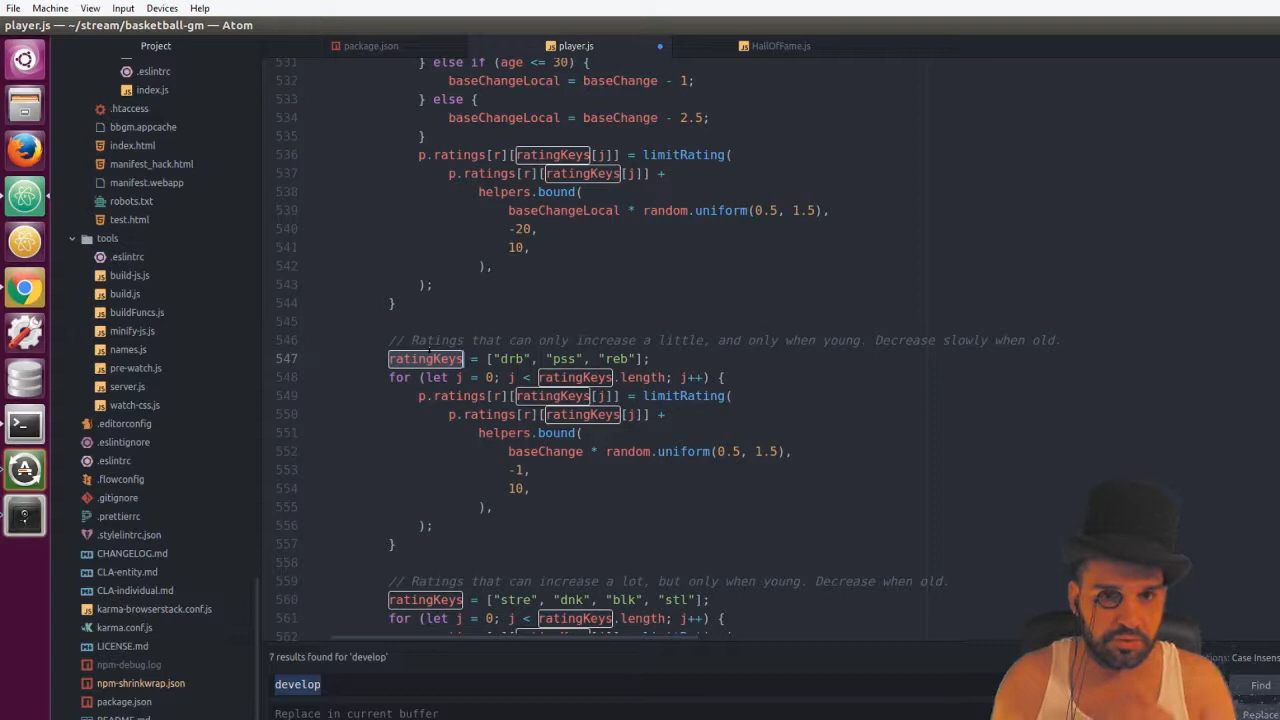 File Machine View Input Devices Help
player.js — ~/stream/basketball-gm — Atom
Project
.eslintrc
index.js
.htaccess
bbgm.appcache
index.html
manifest_hack.html
manifest.webapp
robots.txt
test.html
tools
.eslintrc
build-js.js
build.js
buildFuncs.js
minify-js.js
names.js
pre-watch.js
server.js
watch-css.js
.editorconfig
.eslintignore
.eslintrc
.flowconfig
.gitignore
.prettierrc
.stylelintrc.json
CHANGELOG.md
CLA-entity.md
CLA-individual.md
karma-browserstack.conf.js
karma.conf.js
LICENSE.md
npm-debug.log
npm-shrinkwrap.json
package.json
README.md
package.json player.js HallOfFame.js
531 } else if (age <= 30) {
532 baseChangeLocal = baseChange - 1;
533 } else {
534 baseChangeLocal = baseChange - 2.5;
535 }
536 p.ratings[r][ratingKeys[j]] = limitRating(
537 p.ratings[r][ratingKeys[j]] +
538 helpers.bound(
539 baseChangeLocal * random.uniform(0.5, 1.5),
540 -20,
541 10,
542 ),
543 );
544 }
545
546 // Ratings that can only increase a little, and only when young. Decrease slowly when old.
547 ratingKeys = ["drb", "pss", "reb"];
548 for (let j = 0; j < ratingKeys.length; j++) {
549 p.ratings[r][ratingKeys[j]] = limitRating(
550 p.ratings[r][ratingKeys[j]] +
551 helpers.bound(
552 baseChange * random.uniform(0.5, 1.5),
553 -1,
554 10,
555 ),
556 );
557 }
558
559 // Ratings that can increase a lot, but only when young. Decrease when old.
560 ratingKeys = ["stre", "dnk", "blk", "stl"];
561 for (let j = 0; j < ratingKeys.length; j++) {
562
7 results found for 'develop'
Case Insens
develop
Find
Replace in current buffer
Replace